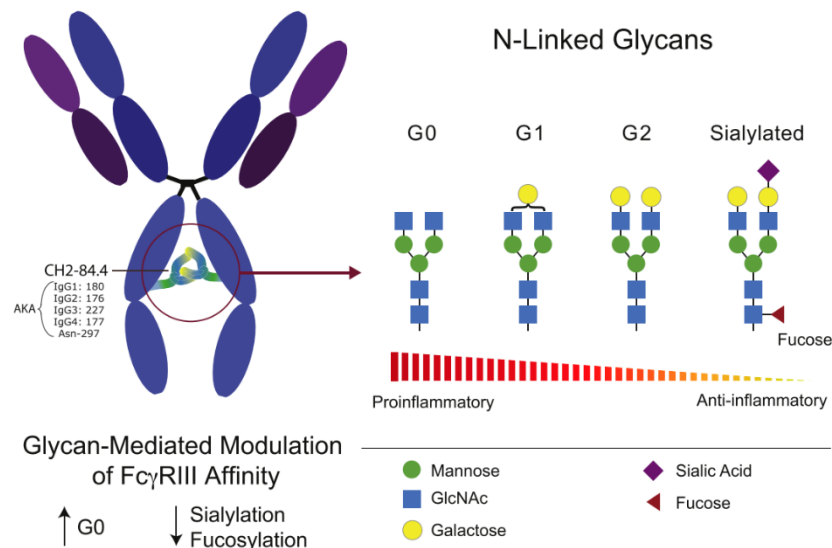 N-Linked Glycans
G0 G1 G2 Sialylated
CH2-84.4
AKA
IgG1: 180
IgG2: 176
IgG3: 227
IgG4: 177
Asn-297
Fucose
Proinflammatory Anti-inflammatory
Glycan-Mediated Modulation
of FcγRIII Affinity
↑ G0
↓ Sialylation
Fucosylation
Mannose
GlcNAc
Galactose
Sialic Acid
Fucose